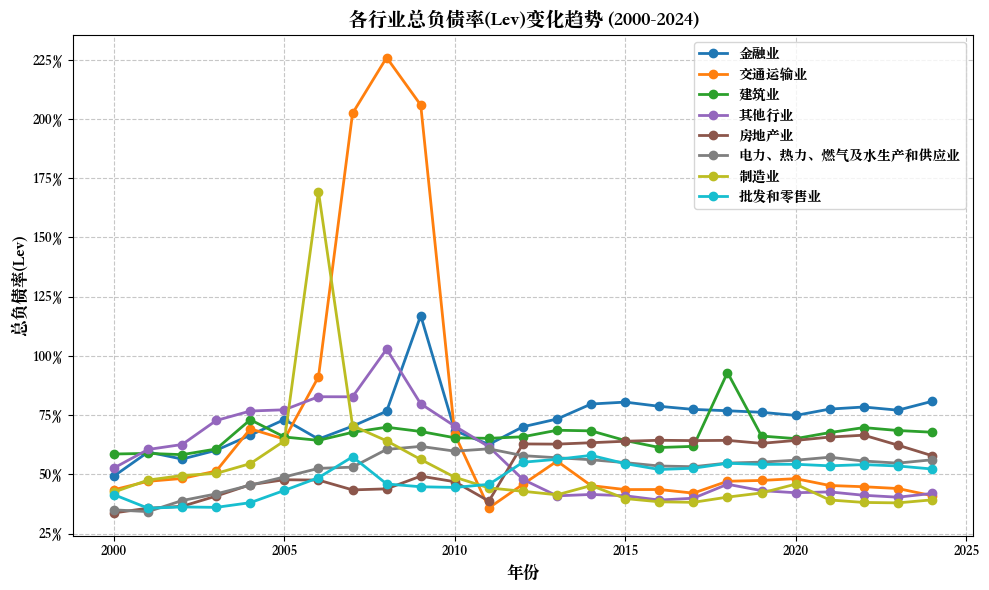 各行业总负债率(Lev)变化趋势 (2000-2024)
225%
200%
175%
150%
125%
100%
75%
50%
25%
总负债率(Lev)
金融业
交通运输业
建筑业
其他行业
房地产业
电力、热力、燃气及水生产和供应业
制造业
批发和零售业
2000 2005 2010 2015 2020 2025
年份